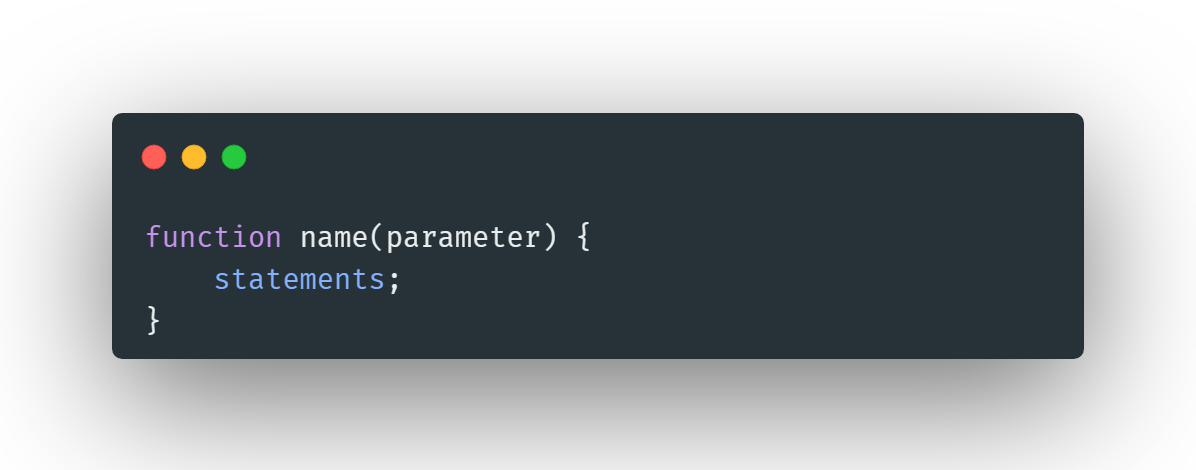 function name(parameter) {
    statements;
}